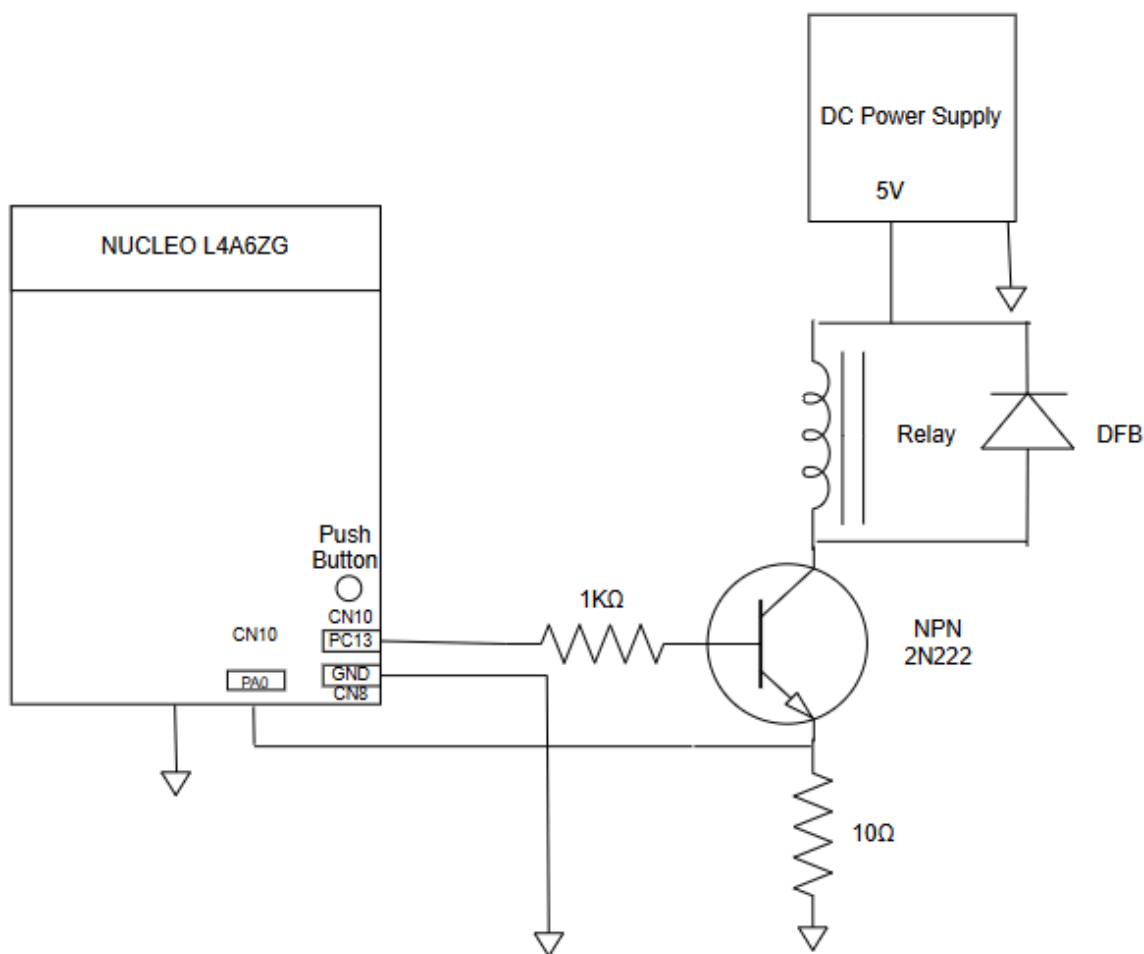 DC Power Supply
5V
NUCLEO L4A6ZG
Relay
DFB
Push
Button
1KΩ
CN10
CN10
PC13
NPN
2N222
GND
PA0
CN8
10Ω